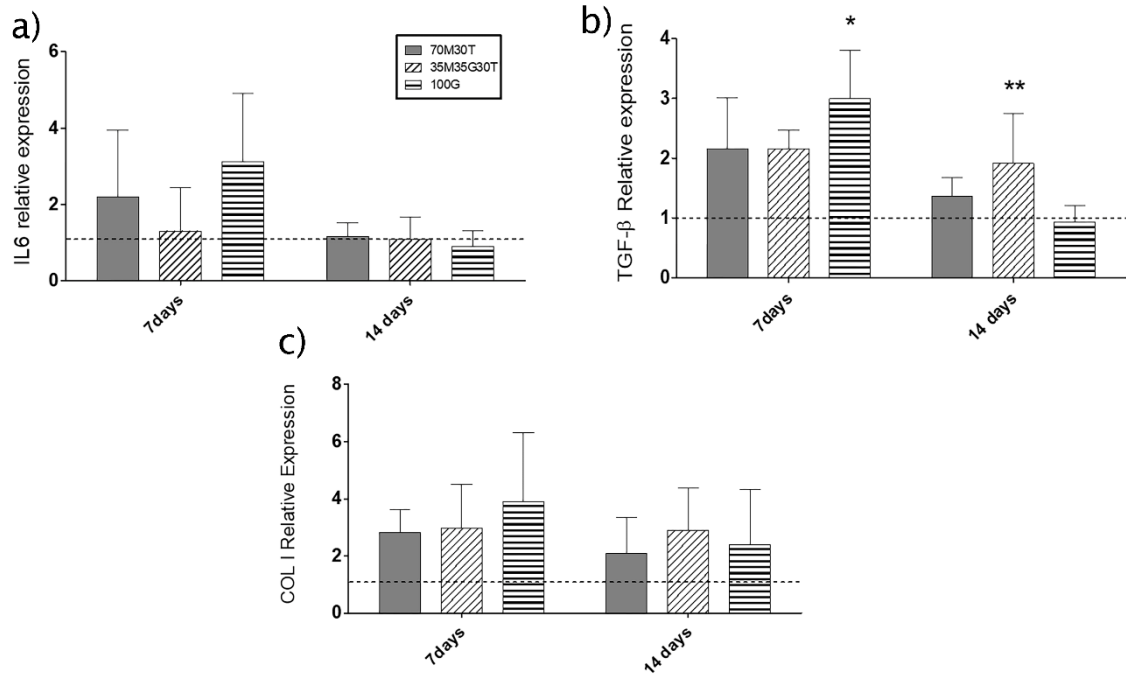 a)
IL6 relative expression
6
4
2
0
70M30T
35M35G30T
100G
7days
14 days
b)
TGF-β Relative expression
4
3
2
1
0
*
**
7days
14 days
c)
COL I Relative Expression
8
6
4
2
0
7days
14 days